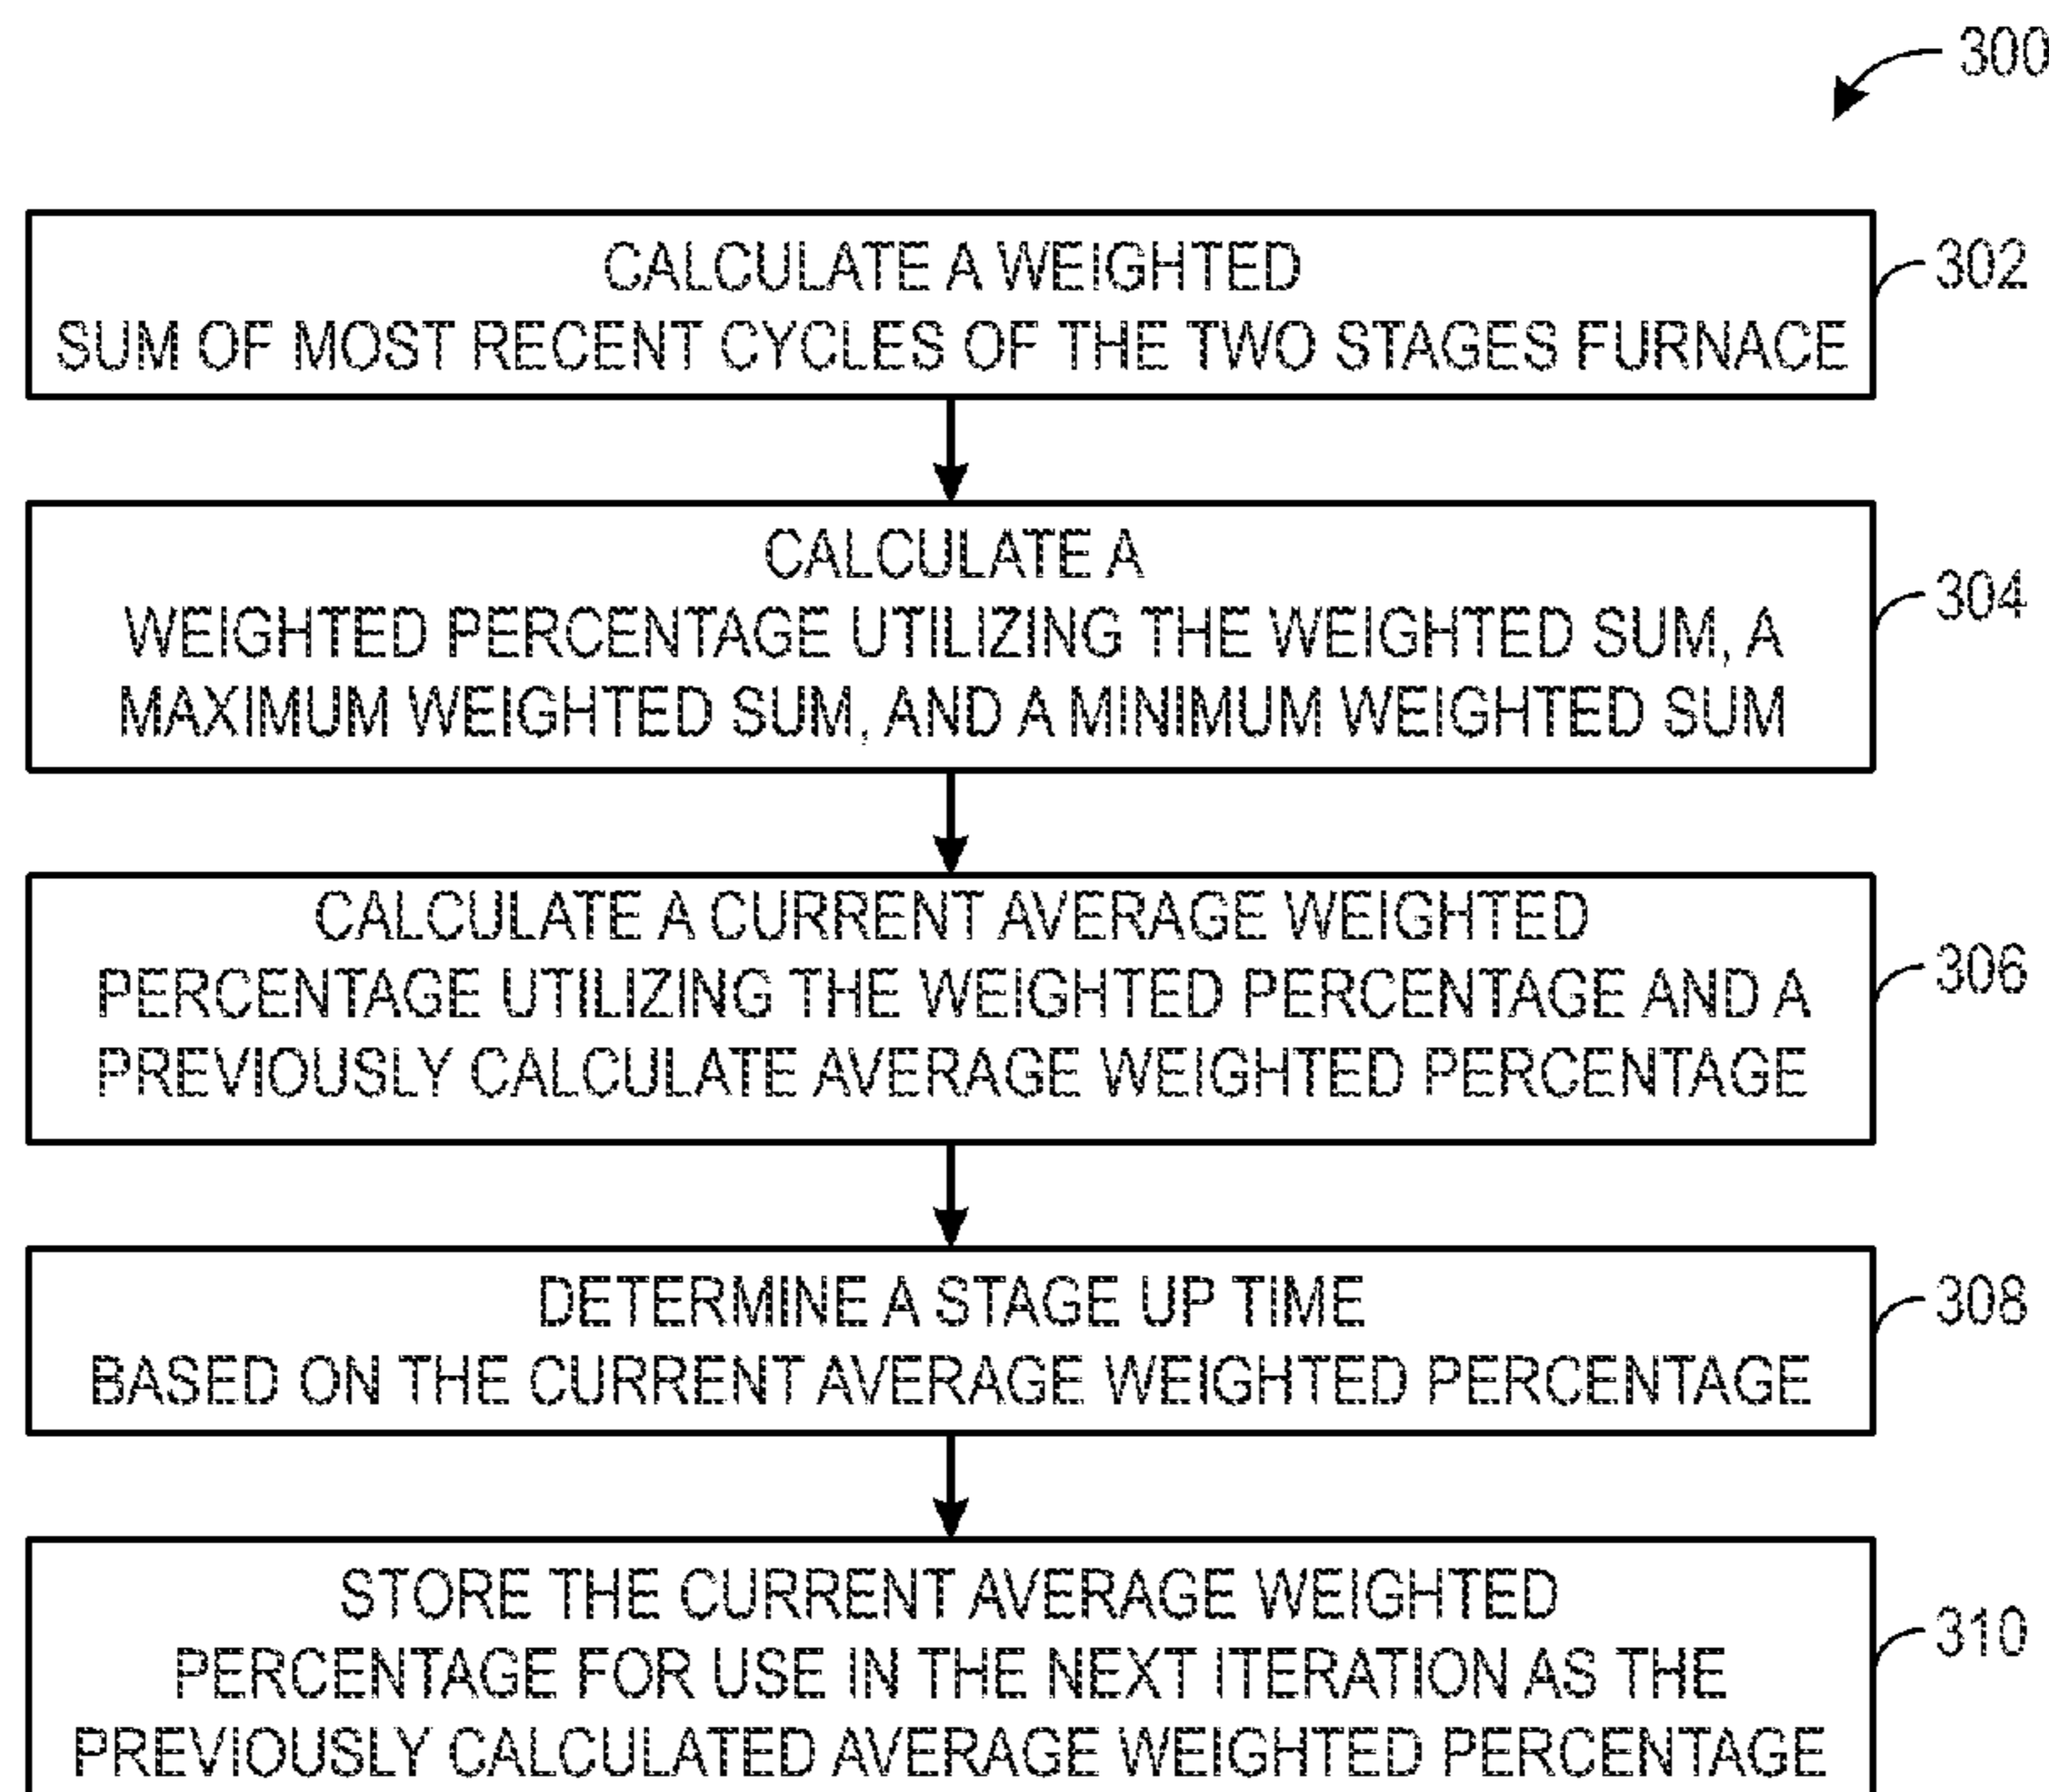 300
CALCULATE A WEIGHTED
SUM OF MOST RECENT CYCLES OF THE TWO STAGES FURNACE
302
CALCULATE A
WEIGHTED PERCENTAGE UTILIZING THE WEIGHTED SUM, A
MAXIMUM WEIGHTED SUM, AND A MINIMUM WEIGHTED SUM
304
CALCULATE A CURRENT AVERAGE WEIGHTED
PERCENTAGE UTILIZING THE WEIGHTED PERCENTAGE AND A
PREVIOUSLY CALCULATE AVERAGE WEIGHTED PERCENTAGE
306
DETERMINE A STAGE UP TIME
BASED ON THE CURRENT AVERAGE WEIGHTED PERCENTAGE
308
STORE THE CURRENT AVERAGE WEIGHTED
PERCENTAGE FOR USE IN THE NEXT ITERATION AS THE
PREVIOUSLY CALCULATED AVERAGE WEIGHTED PERCENTAGE
310